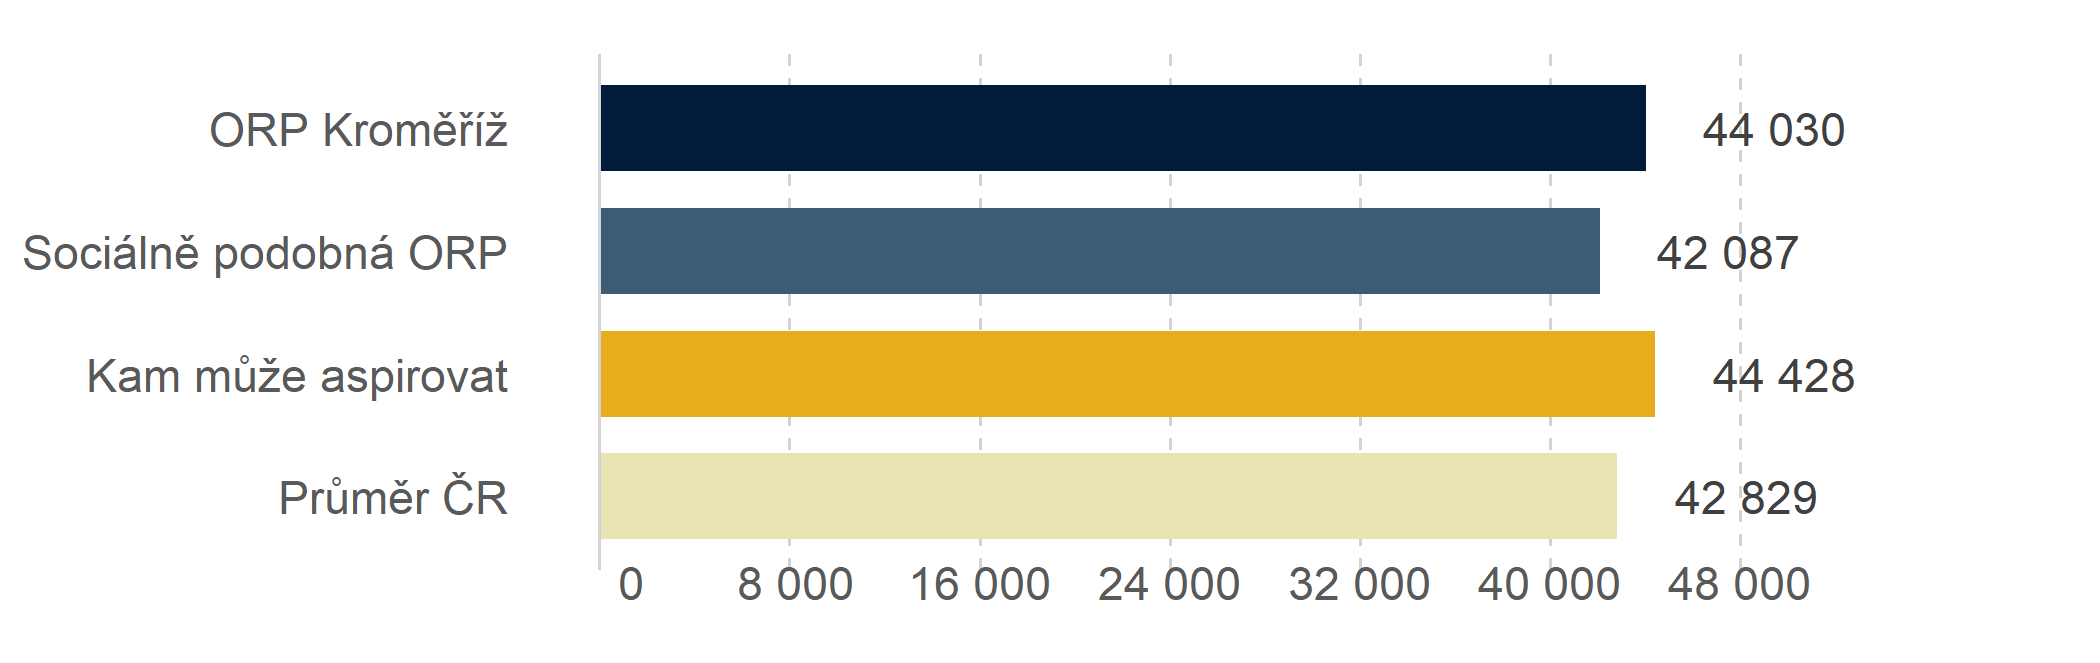 ORP Kroměříž 44 030
Sociálně podobná ORP 42 087
Kam může aspirovat 44 428
Průměr ČR 42 829
0 8 000 16 000 24 000 32 000 40 000 48 000